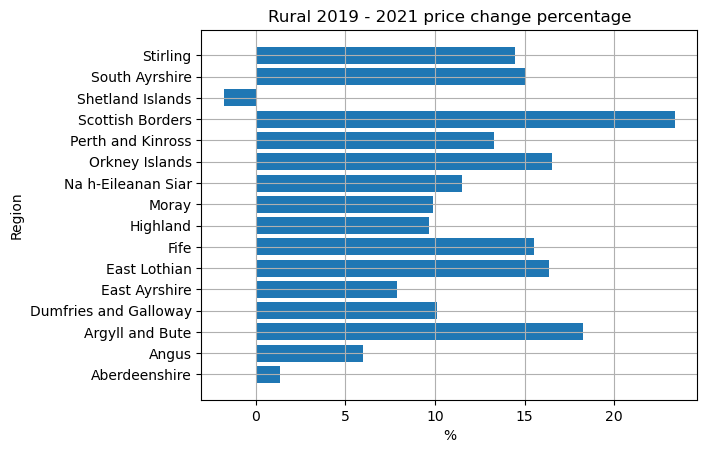 Rural 2019 - 2021 price change percentage
Stirling
South Ayrshire
Shetland Islands
Scottish Borders
Perth and Kinross
Orkney Islands
Na h-Eileanan Siar
Moray
Highland
Fife
East Lothian
East Ayrshire
Dumfries and Galloway
Argyll and Bute
Angus
Aberdeenshire
Region
0 5 10 15 20
%